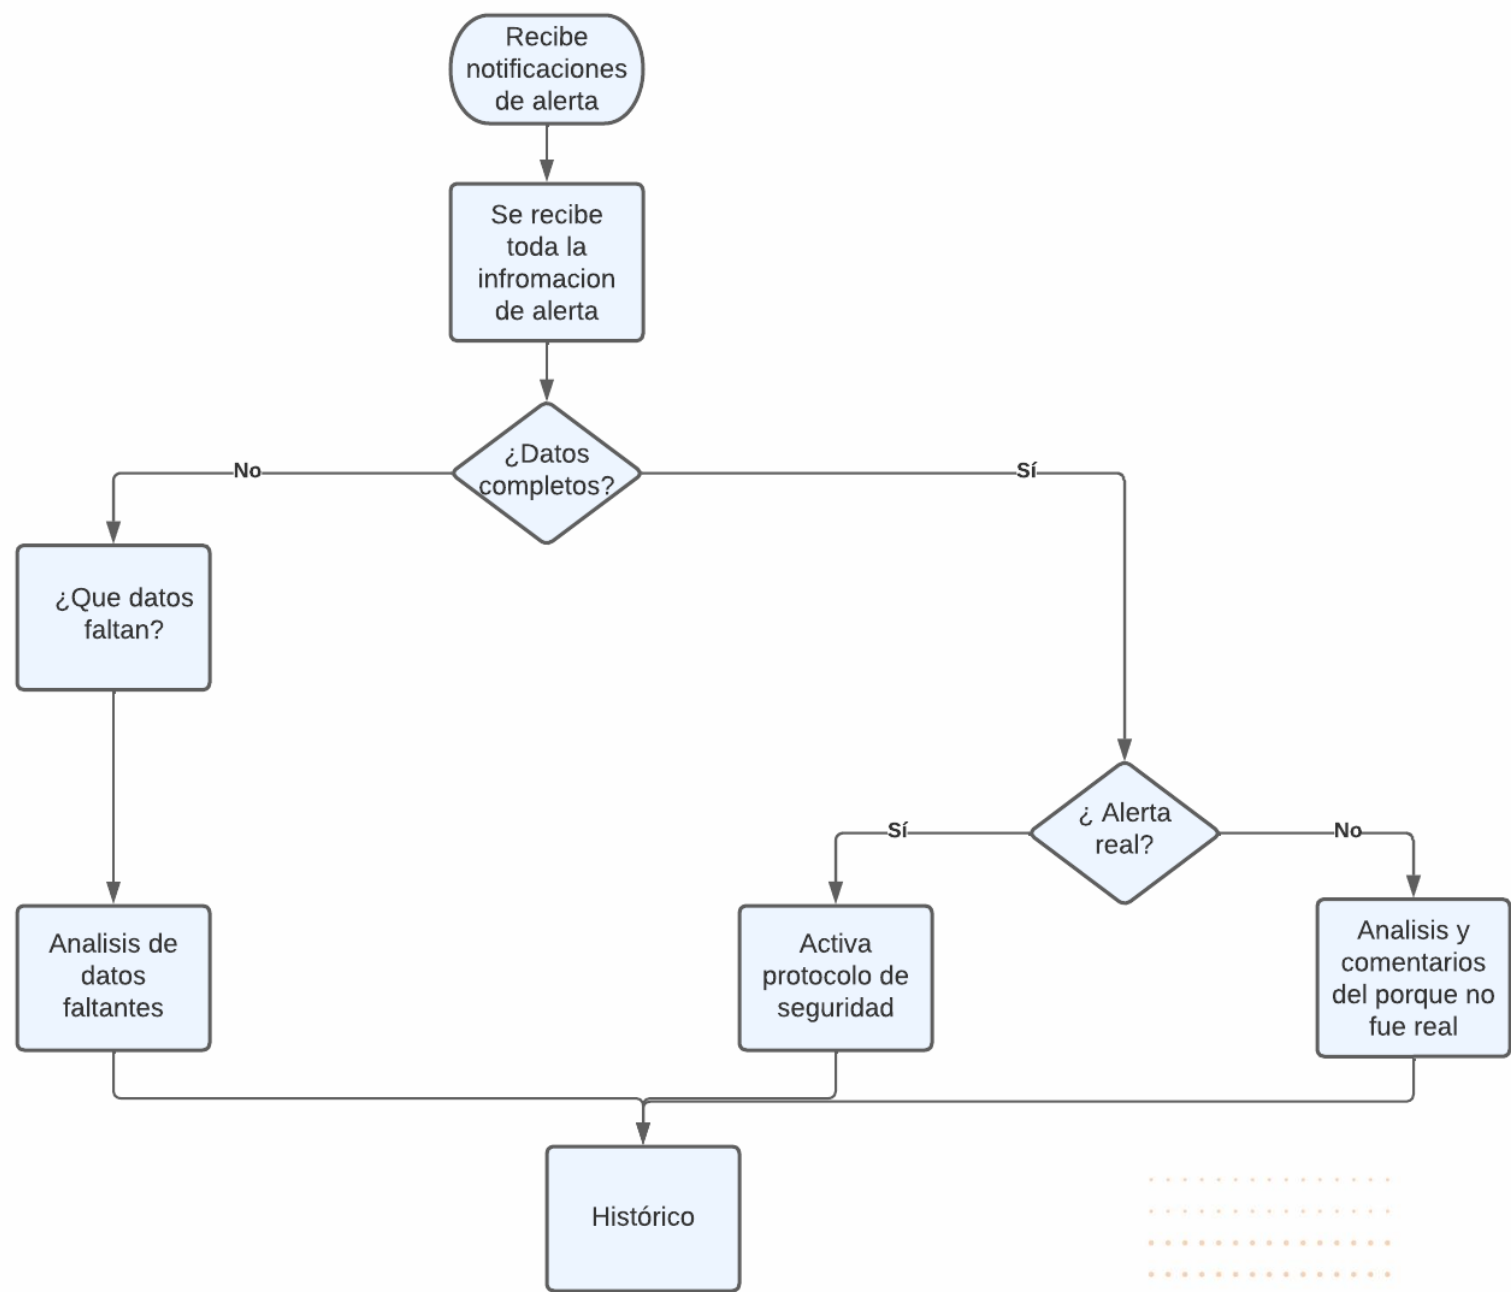 Recibe
notificaciones
de alerta
Se recibe
toda la
infromacion
de alerta
¿Datos
completos?
No
Sí
¿Que datos
faltan?
¿ Alerta
real?
Sí
No
Analisis de
datos
faltantes
Activa
protocolo de
seguridad
Analisis y
comentarios
del porque no
fue real
Histórico